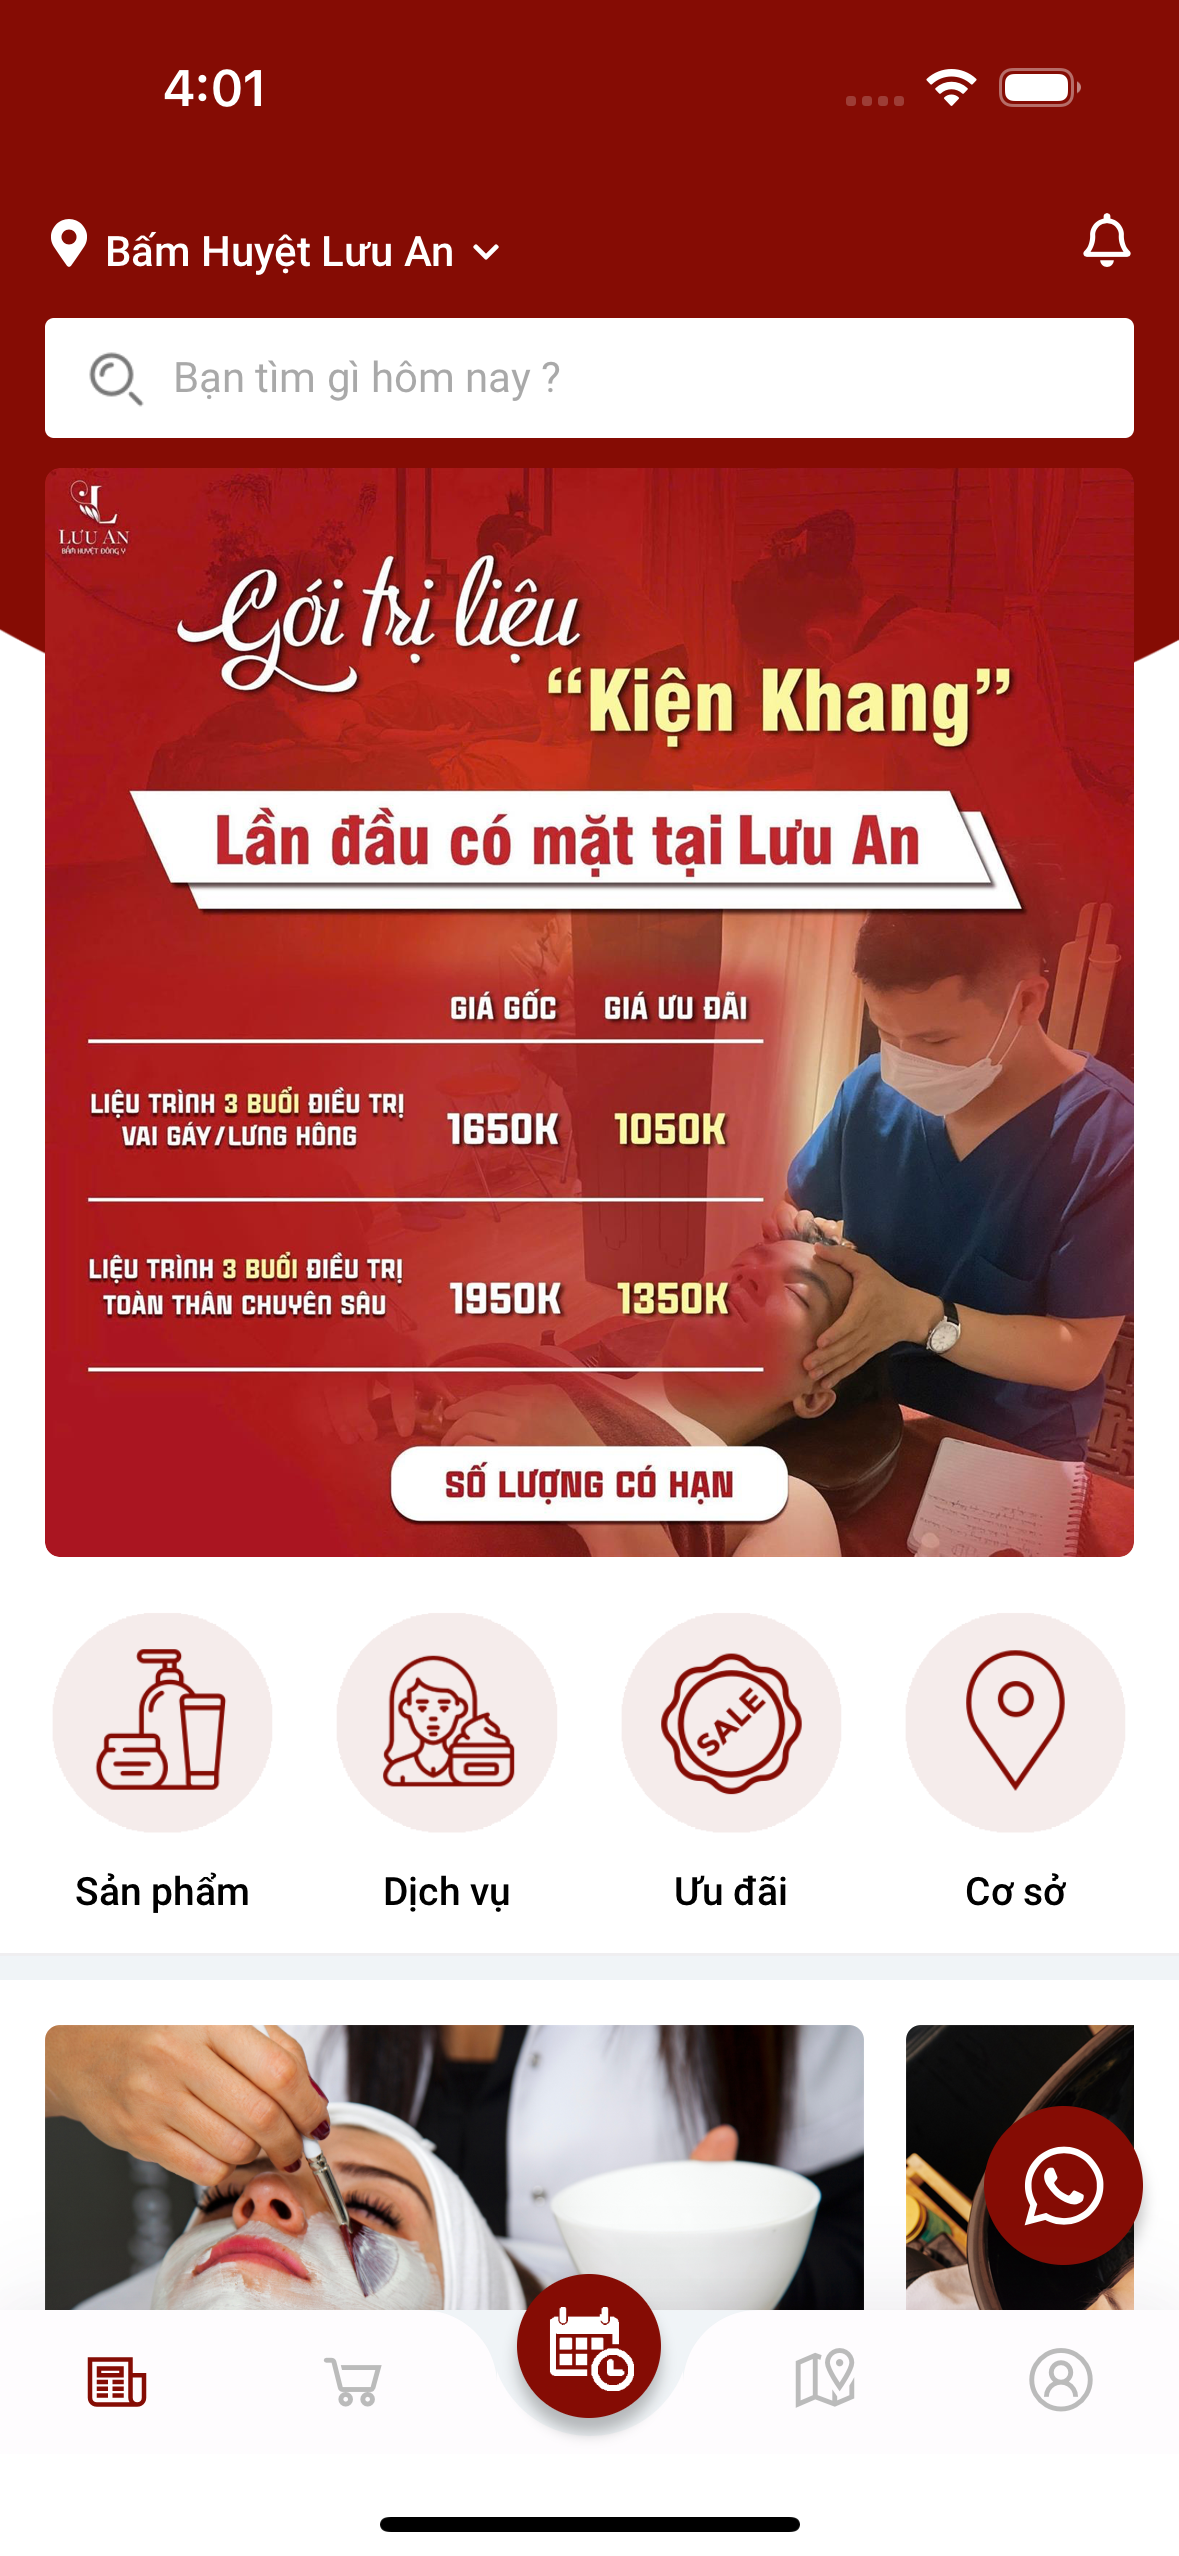 4:01
Bấm Huyệt Lưu An
Bạn tìm gì hôm nay ?
LƯU AN
BẤM HUYỆT ĐÔNG Y
Gói trị liệu
“Kiện Khang”
Lần đầu có mặt tại Lưu An
GIÁ GỐC GIÁ ƯU ĐÃI
LIỆU TRÌNH 3 BUỔI ĐIỀU TRỊ
VAI GÁY/LƯNG HÔNG
1650K 1050K
LIỆU TRÌNH 3 BUỔI ĐIỀU TRỊ
TOÀN THÂN CHUYÊN SÂU
1950K 1350K
SỐ LƯỢNG CÓ HẠN
SALE
Sản phẩm Dịch vụ Ưu đãi Cơ sở